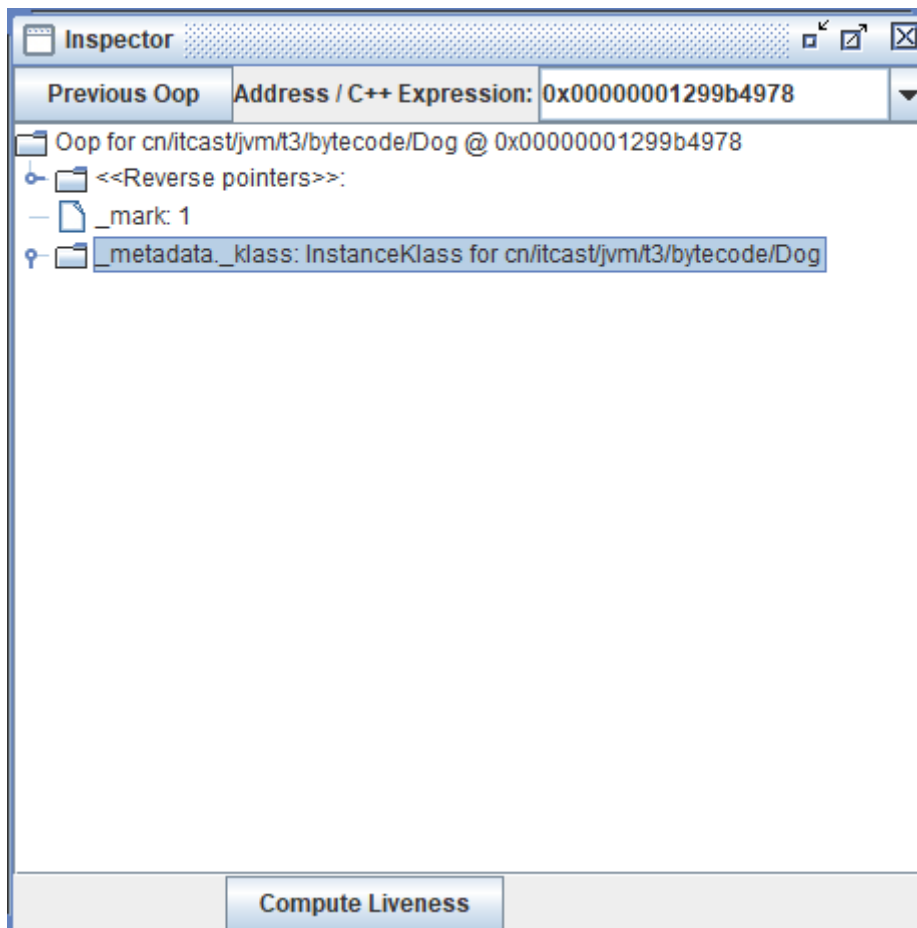 Inspector
Previous Oop Address / C++ Expression: 0x00000001299b4978
Oop for cn/itcast/jvm/t3/bytecode/Dog @ 0x00000001299b4978
<<Reverse pointers>>:
_mark: 1
_metadata._klass: InstanceKlass for cn/itcast/jvm/t3/bytecode/Dog
Compute Liveness